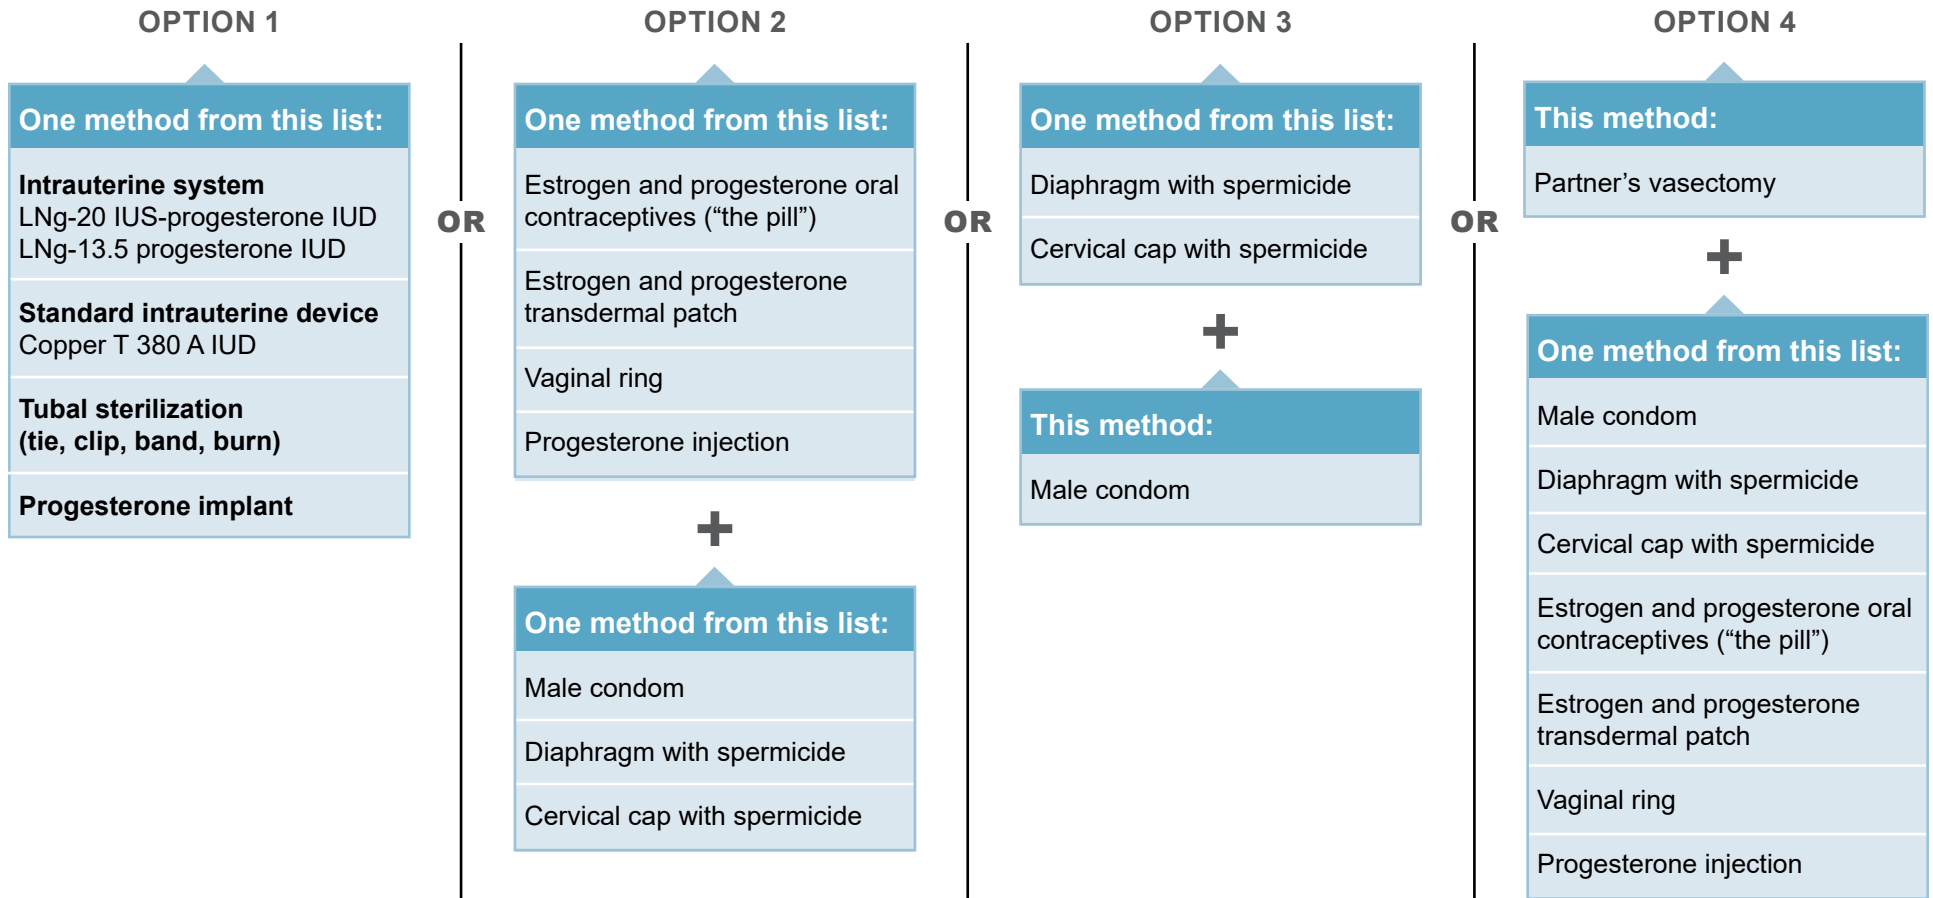 OPTION 1
One method from this list:
Intrauterine system
LNg-20 IUS-progesterone IUD
LNg-13.5 progesterone IUD
Standard intrauterine device
Copper T 380 A IUD
Tubal sterilization
(tie, clip, band, burn)
Progesterone implant
OR
OPTION 2
One method from this list:
Estrogen and progesterone oral
contraceptives (“the pill”)
Estrogen and progesterone
transdermal patch
Vaginal ring
Progesterone injection
+
One method from this list:
Male condom
Diaphragm with spermicide
Cervical cap with spermicide
OR
OPTION 3
One method from this list:
Diaphragm with spermicide
Cervical cap with spermicide
+
This method:
Male condom
OR
OPTION 4
This method:
Partner’s vasectomy
+
One method from this list:
Male condom
Diaphragm with spermicide
Cervical cap with spermicide
Estrogen and progesterone oral
contraceptives (“the pill”)
Estrogen and progesterone
transdermal patch
Vaginal ring
Progesterone injection